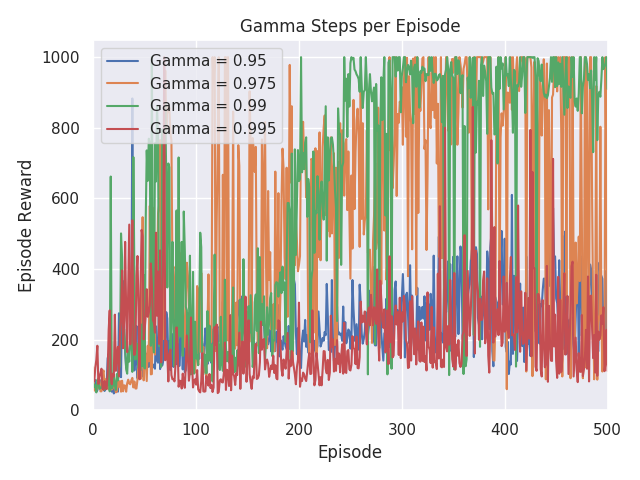 Gamma Steps per Episode
Gamma = 0.95
Gamma = 0.975
Gamma = 0.99
Gamma = 0.995
Episode Reward
1000
800
600
400
200
0
0 100 200 300 400 500
Episode